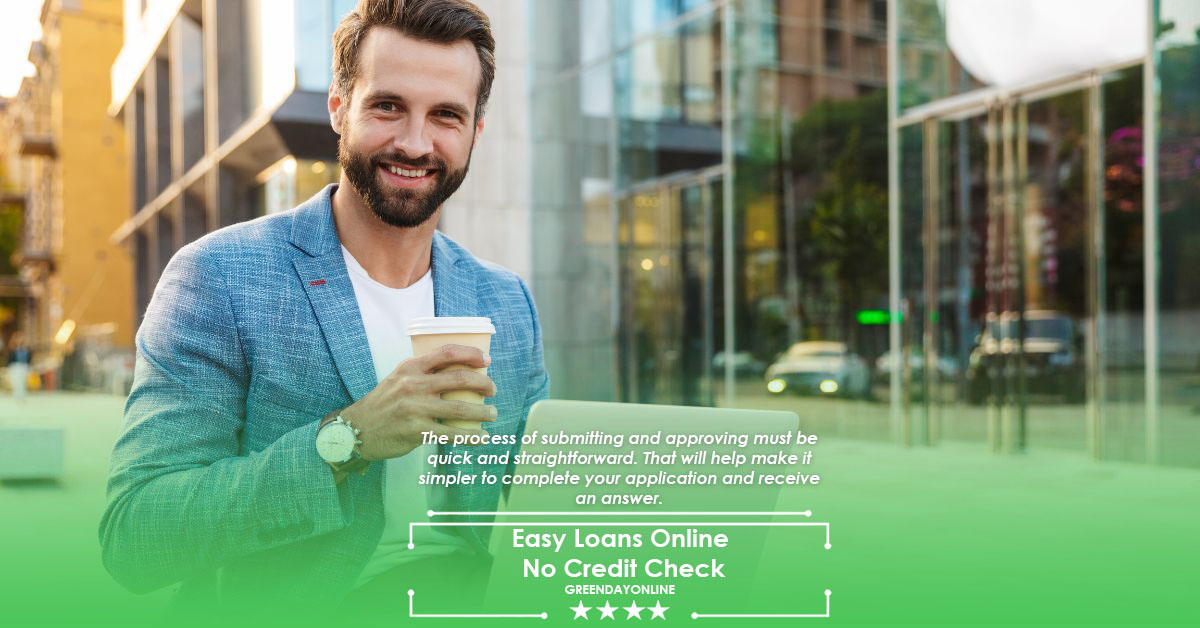 The process of submitting and approving must be
quick and straightforward. That will help make it
simpler to complete your application and receive
an answer.
Easy Loans Online
No Credit Check
GREENDAYONLINE